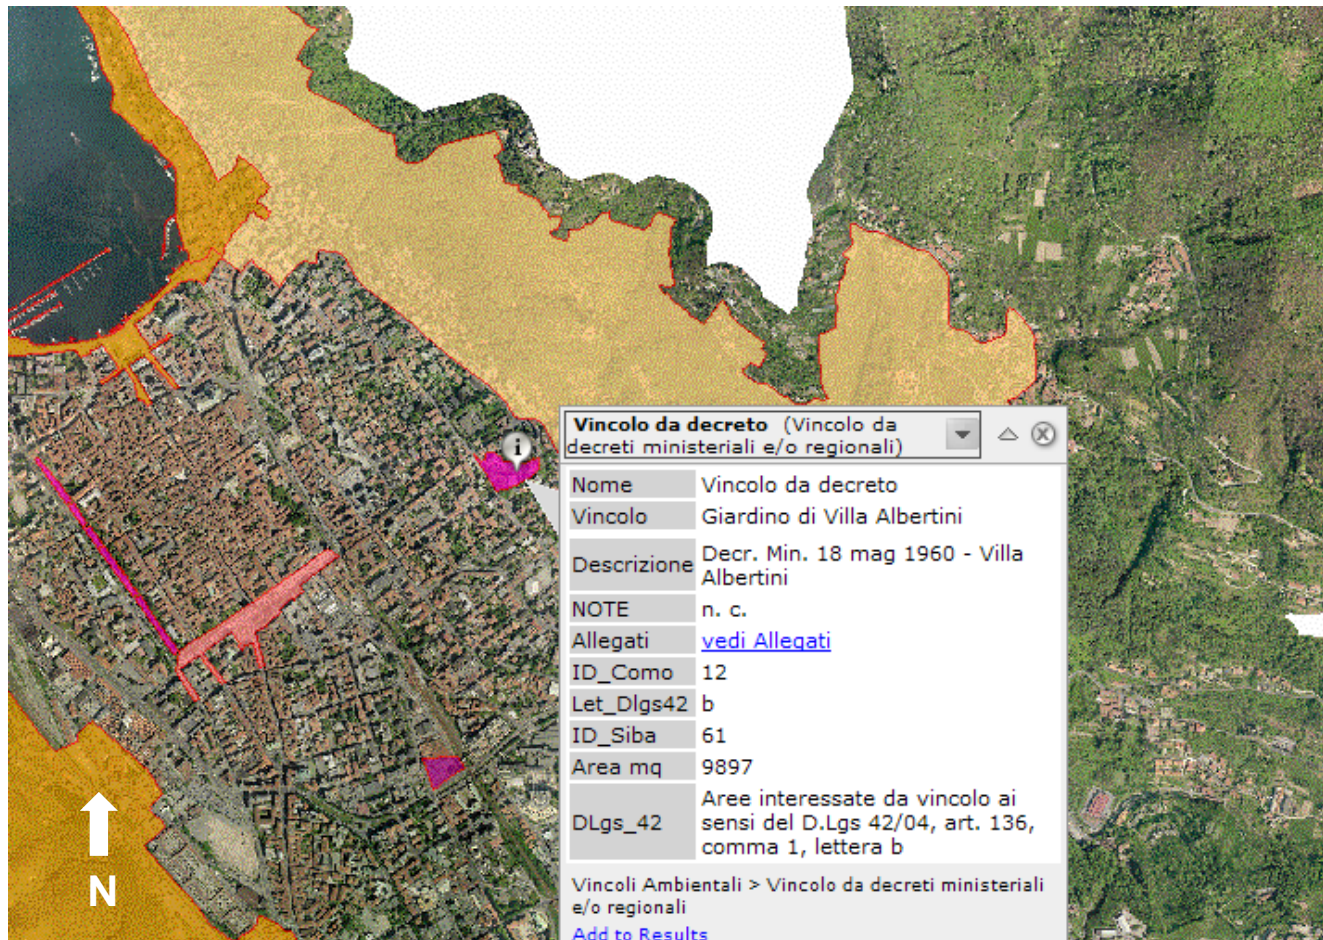 i
Vincolo da decreto (Vincolo da
decreti ministeriali e/o regionali)
Nome Vincolo da decreto
Vincolo Giardino di Villa Albertini
Descrizione Decr. Min. 18 mag 1960 - Villa
Albertini
NOTE n. c.
Allegati vedi Allegati
ID_Como 12
Let_Dlgs42 b
ID_Siba 61
Area mq 9897
DLgs_42 Aree interessate da vincolo ai
sensi del D.Lgs 42/04, art. 136,
comma 1, lettera b
Vincoli Ambientali > Vincolo da decreti ministeriali
e/o regionali
Add to Results
N